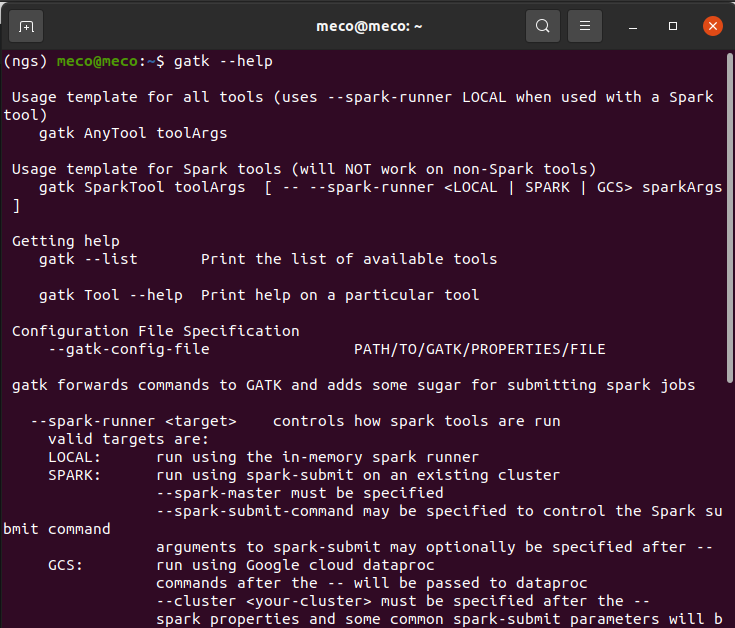 meco@meco: ~
(ngs) meco@meco:~$ gatk --help
Usage template for all tools (uses --spark-runner LOCAL when used with a Spark
tool)
gatk AnyTool toolArgs
Usage template for Spark tools (will NOT work on non-Spark tools)
gatk SparkTool toolArgs  [ -- --spark-runner <LOCAL | SPARK | GCS> sparkArgs
]
Getting help
gatk --list       Print the list of available tools
gatk Tool --help  Print help on a particular tool
Configuration File Specification
--gatk-config-file                PATH/TO/GATK/PROPERTIES/FILE
gatk forwards commands to GATK and adds some sugar for submitting spark jobs
--spark-runner <target>    controls how spark tools are run
valid targets are:
LOCAL:      run using the in-memory spark runner
SPARK:      run using spark-submit on an existing cluster
--spark-master must be specified
--spark-submit-command may be specified to control the Spark su
bmit command
arguments to spark-submit may optionally be specified after --
GCS:        run using Google cloud dataproc
commands after the -- will be passed to dataproc
--cluster <your-cluster> must be specified after the --
spark properties and some common spark-submit parameters will b